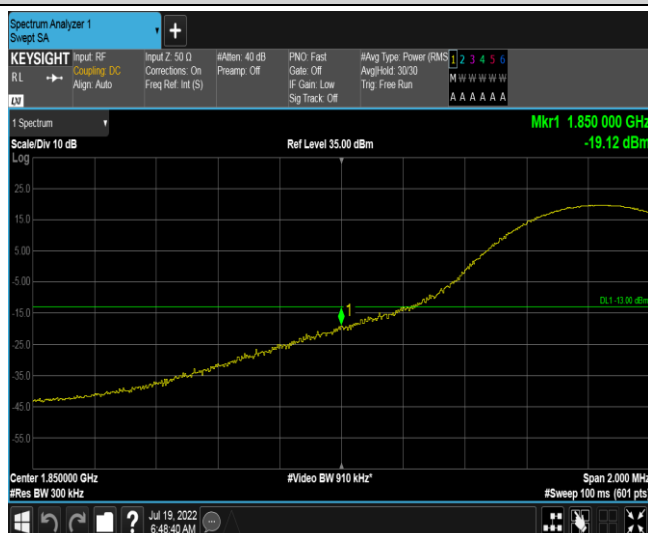 Spectrum Analyzer 1
Swept SA
KEYSIGHT
RL
LXI
Input: RF
Coupling: DC
Align: Auto
Input Z: 50 Ω
Corrections: On
Freq Ref: Int (S)
#Atten: 40 dB
Preamp: Off
PNO: Fast
Gate: Off
IF Gain: Low
Sig Track: Off
#Avg Type: Power (RMS
Avg|Hold: 30/30
Trig: Free Run
1 2 3 4 5 6
M W W W W W
A A A A A A
1 Spectrum
Scale/Div 10 dB
Ref Level 35.00 dBm
Mkr1 1.850 000 GHz
-19.12 dBm
Log
25.0
15.0
5.00
-5.00
-15.0
-25.0
-35.0
-45.0
-55.0
1
DL1 -13.00 dBm
Center 1.850000 GHz
#Video BW 910 kHz*
Span 2.000 MHz
#Res BW 300 kHz
#Sweep 100 ms (601 pts)
?
Jul 19, 2022
6:48:40 AM